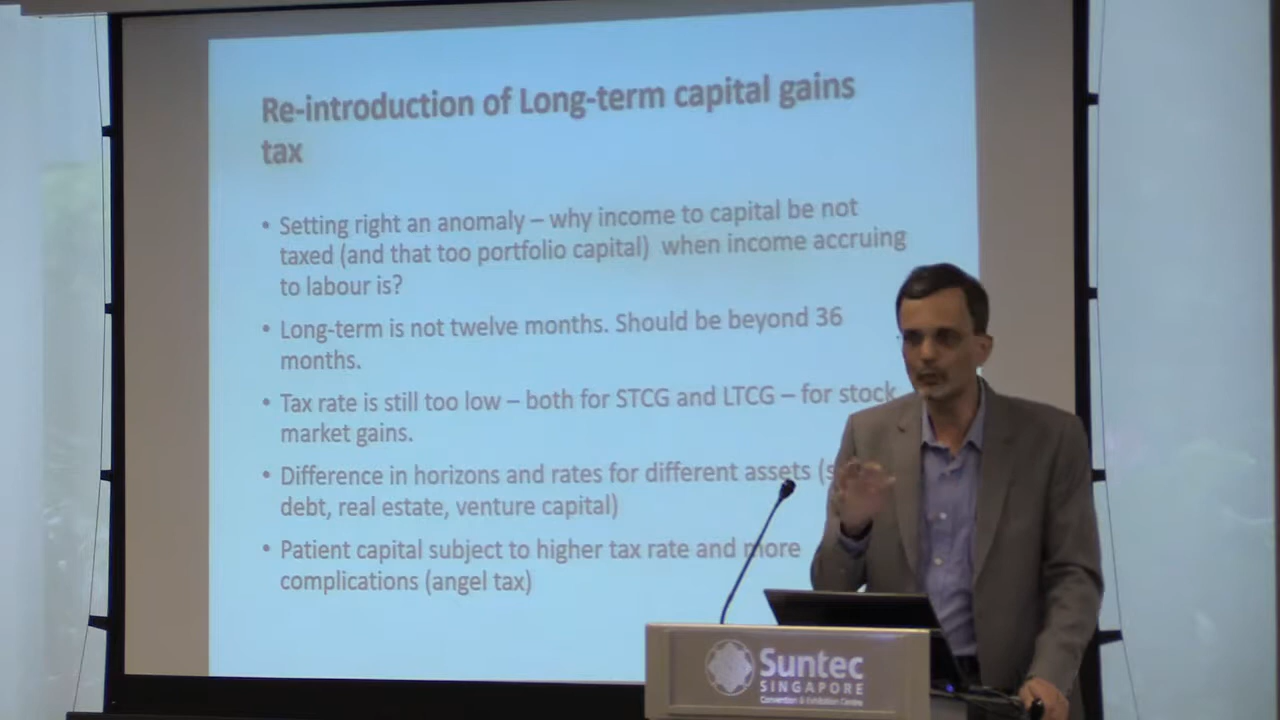 Re-introduction of Long-term capital gains
tax
• Setting right an anomaly – why income to capital be not
taxed (and that too portfolio capital) when income accruing
to labour is?
• Long-term is not twelve months. Should be beyond 36
months.
• Tax rate is still too low – both for STCG and LTCG – for stock
market gains.
• Difference in horizons and rates for different assets (
debt, real estate, venture capital)
• Patient capital subject to higher tax rate and more
complications (angel tax)
Suntec
SINGAPORE
Convention & Exhibition Centre